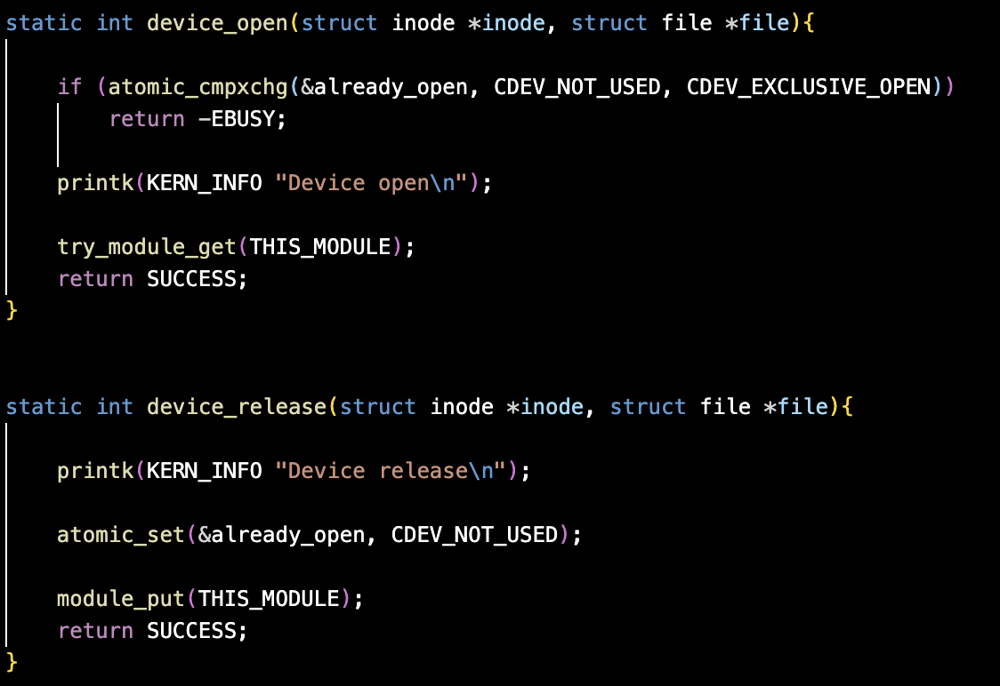 static int device_open(struct inode *inode, struct file *file){
if (atomic_cmpxchg(&already_open, CDEV_NOT_USED, CDEV_EXCLUSIVE_OPEN))
return -EBUSY;
printk(KERN_INFO "Device open\n");
try_module_get(THIS_MODULE);
return SUCCESS;
}
static int device_release(struct inode *inode, struct file *file){
printk(KERN_INFO "Device release\n");
atomic_set(&already_open, CDEV_NOT_USED);
module_put(THIS_MODULE);
return SUCCESS;
}